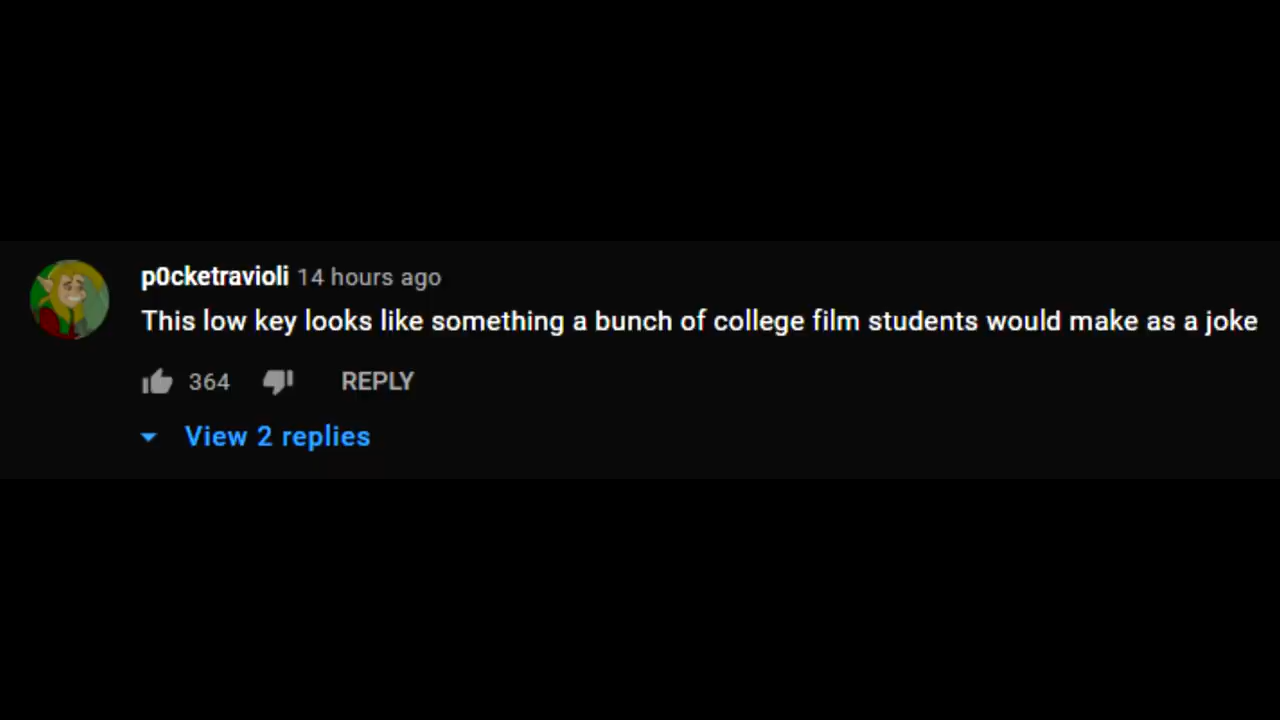 p0cketravioli 14 hours ago
This low key looks like something a bunch of college film students would make as a joke
364 REPLY
View 2 replies